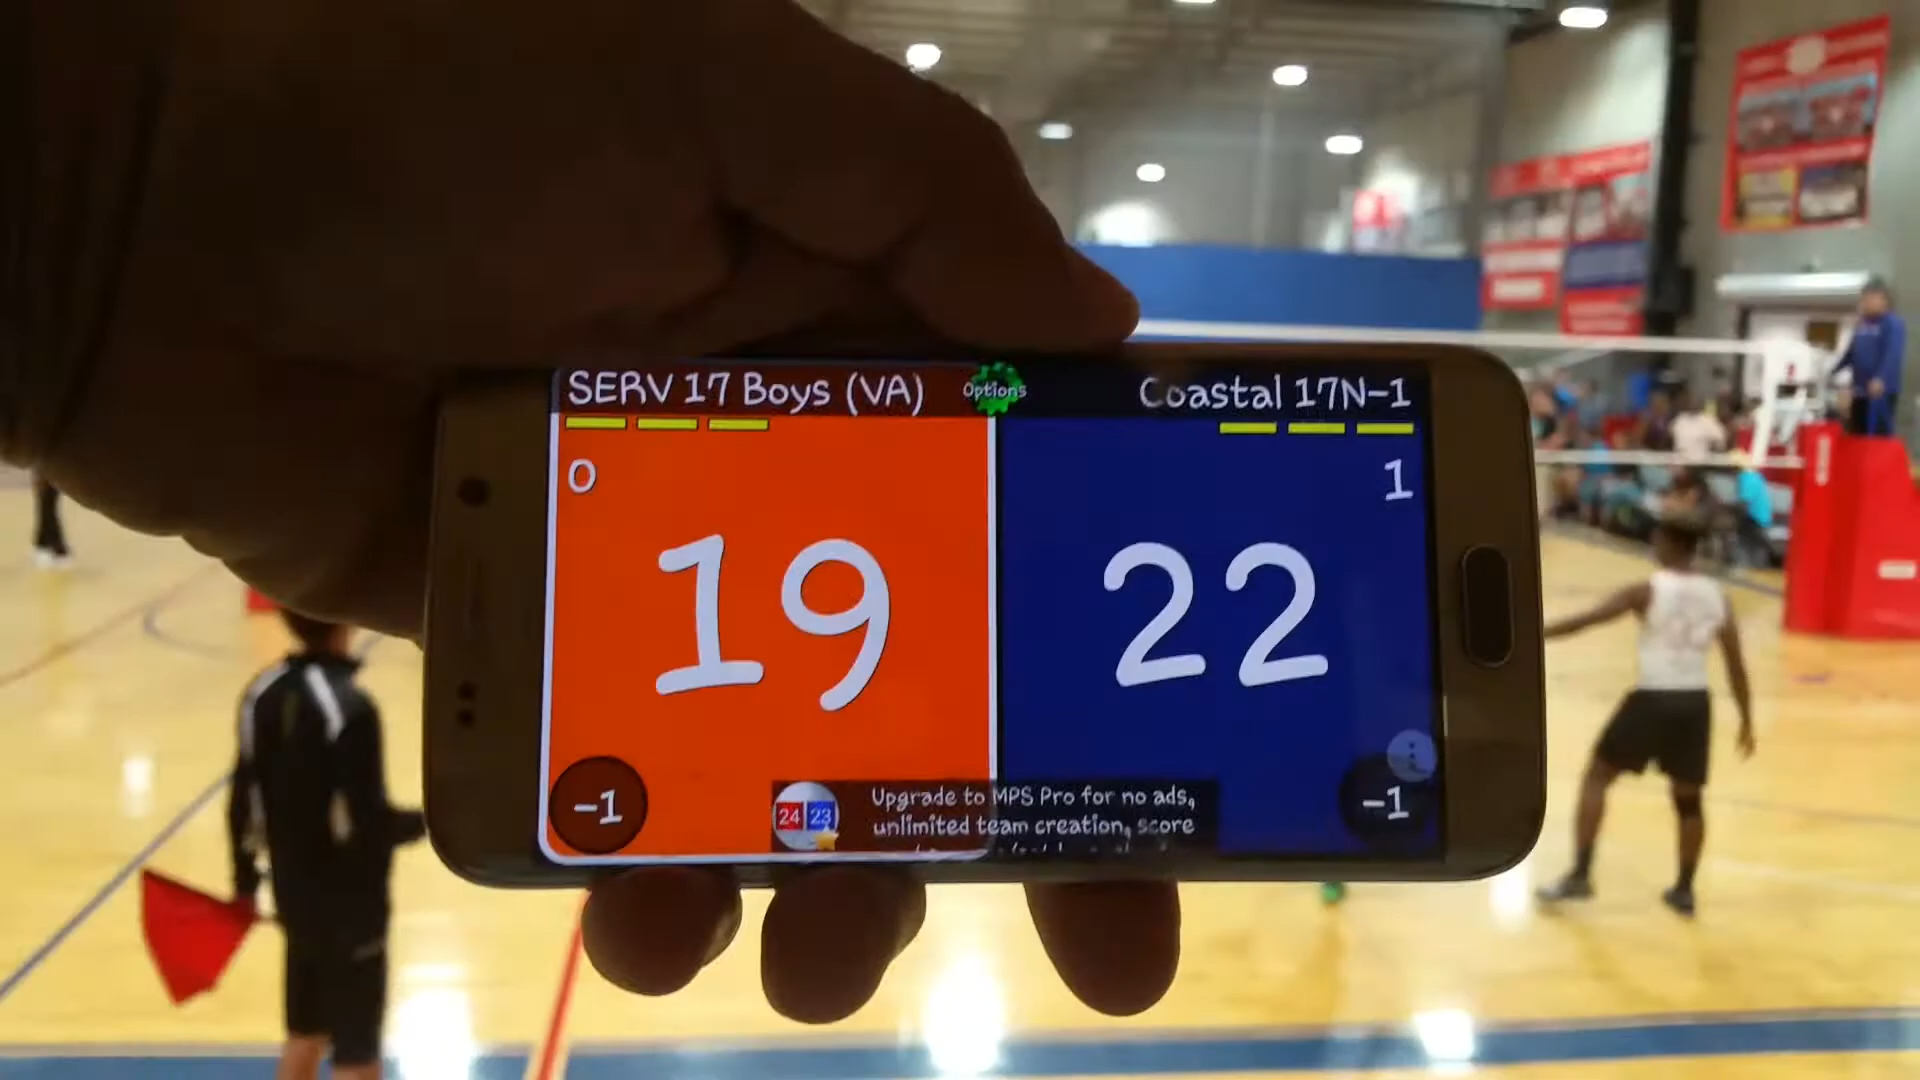 SERV 17 Boys (VA)
Options
Coastal 17N-1
0
1
19
22
-1
-1
24 23
Upgrade to MPS Pro for no ads,
unlimited team creation, score